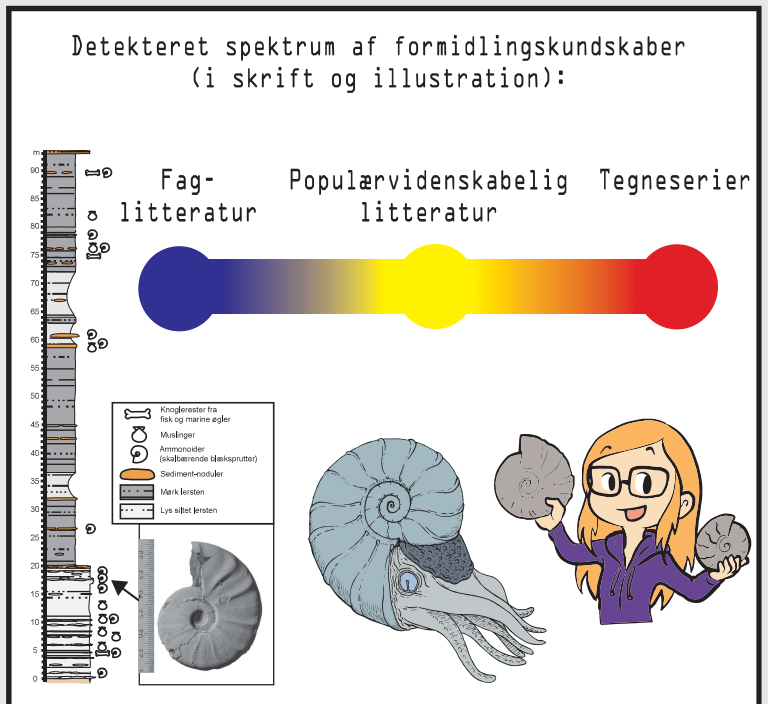 Detekteret spektrum af formidlingskundskaber
(i skrift og illustration):
Fag-
litteratur
Populærvidenskabelig
litteratur
Tegneserier
m
90
85
80
75
70
65
60
55
50
45
40
35
30
25
20
15
10
5
0
Knoglerester fra
fisk og marine øgler
Muslinger
Ammonoider
(skalbærende blæksprutter)
Sediment-noduler
Mørk lersten
Lys siltet lersten